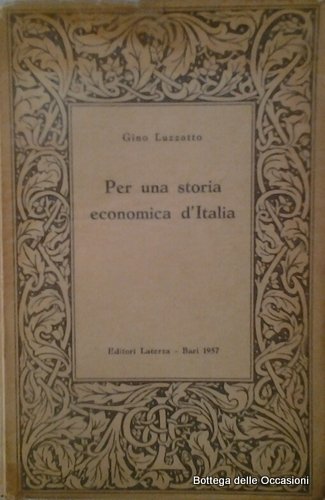 Gino Luzzatto
Per una storia
economica d'Italia
Editori Laterza - Bari 1957
Bottega delle Occasioni